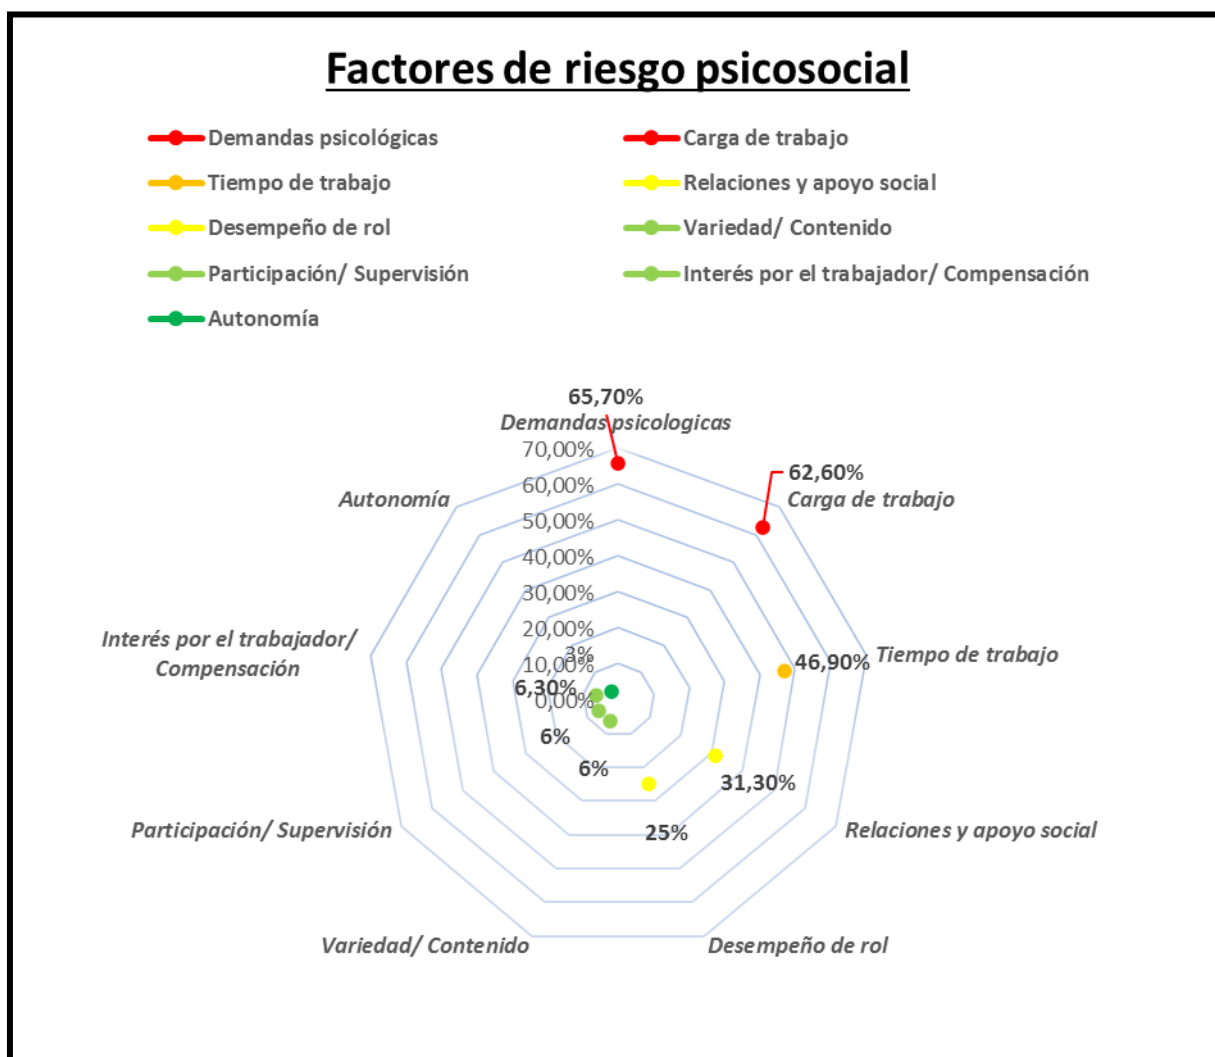 Factores de riesgo psicosocial
Demandas psicológicas
Carga de trabajo
Tiempo de trabajo
Relaciones y apoyo social
Desempeño de rol
Variedad/ Contenido
Participación/ Supervisión
Interés por el trabajador/ Compensación
Autonomía
65,70%
Demandas psicologicas
70,00%
62,60%
60,00%
Autonomía
Carga de trabajo
50,00%
40,00%
30,00%
20,00%
Interés por el trabajador/
Compensación
3%
10,00%
46,90%
Tiempo de trabajo
6,30%
0,00%
6%
6%
31,30%
Participación/ Supervisión
25%
Relaciones y apoyo social
Variedad/ Contenido
Desempeño de rol